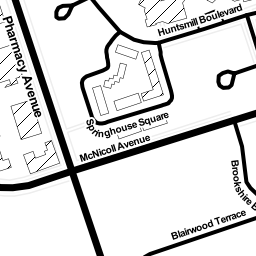 Huntsmill Boulevard
Pharmacy Avenue
Springhouse Square
McNicoll Avenue
Brookshire B
Blairwood Terrace